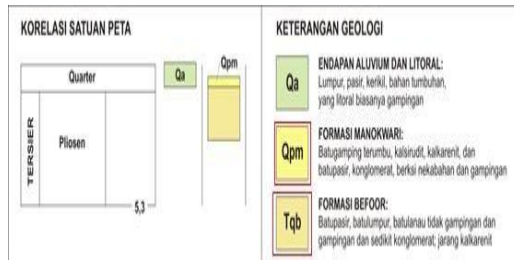 KORELASI SATUAN PETA
Quarter
TERSIER
Pliosen
5,3
Qa
Qpm
KETERANGAN GEOLOGI
Qa
ENDAPAN ALUVIUM DAN LITORAL:
Lumpur, pasir, kerikil, bahan tumbuhan,
yang litoral biasanya gampingan
Qpm
FORMASI MANOKWARI:
Batugamping terumbu, kalsirudit, kalkarenit, dan
batupasir, konglomerat, berksi nekabahan dan gampingan
Tqb
FORMASI BEFOOR:
Batupasir, batulumpur, batulanau tidak gampingan dan
gampingan dan sedikit konglomerat; jarang kalkarenit